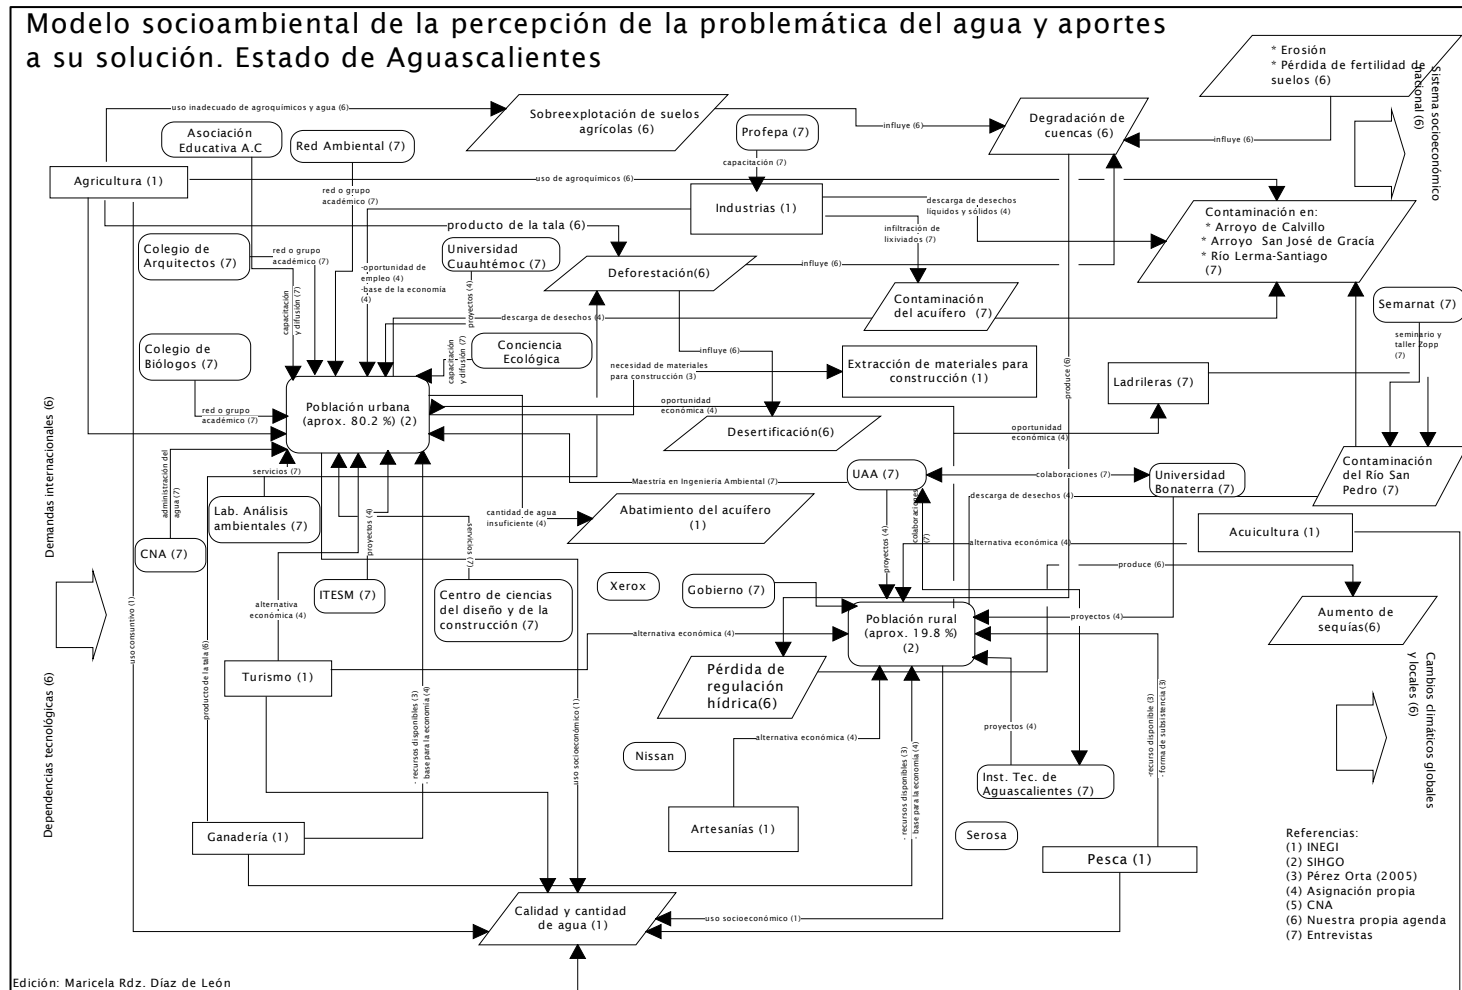 Modelo socioambiental de la percepción de la problemática del agua y aportes
a su solución. Estado de Aguascalientes
* Erosión
* Pérdida de fertilidad de
suelos (6)
Sistema socioeconómico
nacional (6)
uso inadecuado de agroquímicos y agua (6)
Sobreexplotación de suelos
agrícolas (6)
influye (6)
Degradación de
cuencas (6)
influye (6)
Asociación
Educativa A.C
Red Ambiental (7)
Profepa (7)
capacitación (7)
Agricultura (1)
uso de agroquímicos (6)
red o grupo
académico (7)
Industrias (1)
descarga de desechos
líquidos y sólidos (4)
infiltración de
lixiviados (7)
Contaminación en:
* Arroyo de Calvillo
* Arroyo San José de Gracía
* Río Lerma-Santiago
(7)
producto de la tala (6)
Colegio de
Arquitectos (7)
red o grupo
académico (7)
Universidad
Cuauhtémoc (7)
-oportunidad de
empleo (4)
-base de la economía
(4)
proyectos (4)
Deforestación(6)
influye (6)
Contaminación
del acuífero (7)
Semarnat (7)
seminario y
taller Zopp
(7)
capacitación
y difusión (7)
descarga de desechos (4)
Colegio de
Biólogos (7)
capacitación
y difusión (7)
Conciencia
Ecológica
influye (6)
necesidad de materiales
para construcción (3)
Extracción de materiales para
construcción (1)
produce (6)
Ladrileras (7)
Población urbana
(aprox. 80.2 %) (2)
red o grupo
académico (7)
oportunidad
económica (4)
oportunidad
económica (4)
Desertificación(6)
Demandas internacionales (6)
administración del
agua (7)
servicios (7)
Lab. Análisis
ambientales (7)
CNA (7)
Maestría en Ingeniería Ambiental (7)
UAA (7)
colaboraciones (7)
Universidad
Bonaterra (7)
Contaminación
del Río San
Pedro (7)
descarga de desechos (4)
cantidad de agua
insuficiente (4)
Abatimiento del acuífero
(1)
proyectos (4)
servicios (7)
proyectos (4)
colaboraciones
(7)
Acuicultura (1)
alternativa económica (4)
produce (6)
ITESM (7)
Centro de ciencias
del diseño y de la
construcción (7)
Xerox
Gobierno (7)
Población rural
(aprox. 19.8 %)
(2)
proyectos (4)
Aumento de
sequías(6)
uso consuntivo (1)
alternativa
económica (4)
alternativa económica (4)
Turismo (1)
Pérdida de
regulación
hídrica(6)
Dependencias tecnológicas (6)
producto de la tala (6)
- recursos disponibles (3)
- base para la economía (4)
uso socioeconómico (1)
Nissan
alternativa económica (4)
proyectos (4)
-recurso disponible (3)
- forma de subsistencia (3)
Cambios climáticos globales
y locales (6)
Inst. Tec. de
Aguascalientes (7)
- recursos disponibles (3)
- base para la economía (4)
Ganadería (1)
Artesanías (1)
Serosa
Pesca (1)
Calidad y cantidad
de agua (1)
uso socioeconómico (1)
Referencias:
(1) INEGI
(2) SIHGO
(3) Pérez Orta (2005)
(4) Asignación propia
(5) CNA
(6) Nuestra propia agenda
(7) Entrevistas
Edición: Maricela Rdz. Díaz de León